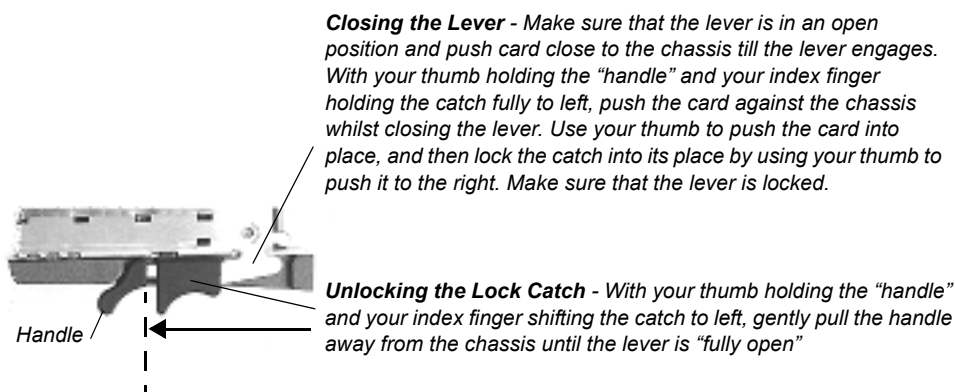 Closing the Lever - Make sure that the lever is in an open
position and push card close to the chassis till the lever engages.
With your thumb holding the “handle” and your index finger
holding the catch fully to left, push the card against the chassis
whilst closing the lever. Use your thumb to push the card into
place, and then lock the catch into its place by using your thumb to
push it to the right. Make sure that the lever is locked.
Unlocking the Lock Catch - With your thumb holding the “handle”
and your index finger shifting the catch to left, gently pull the handle
away from the chassis until the lever is “fully open”
Handle